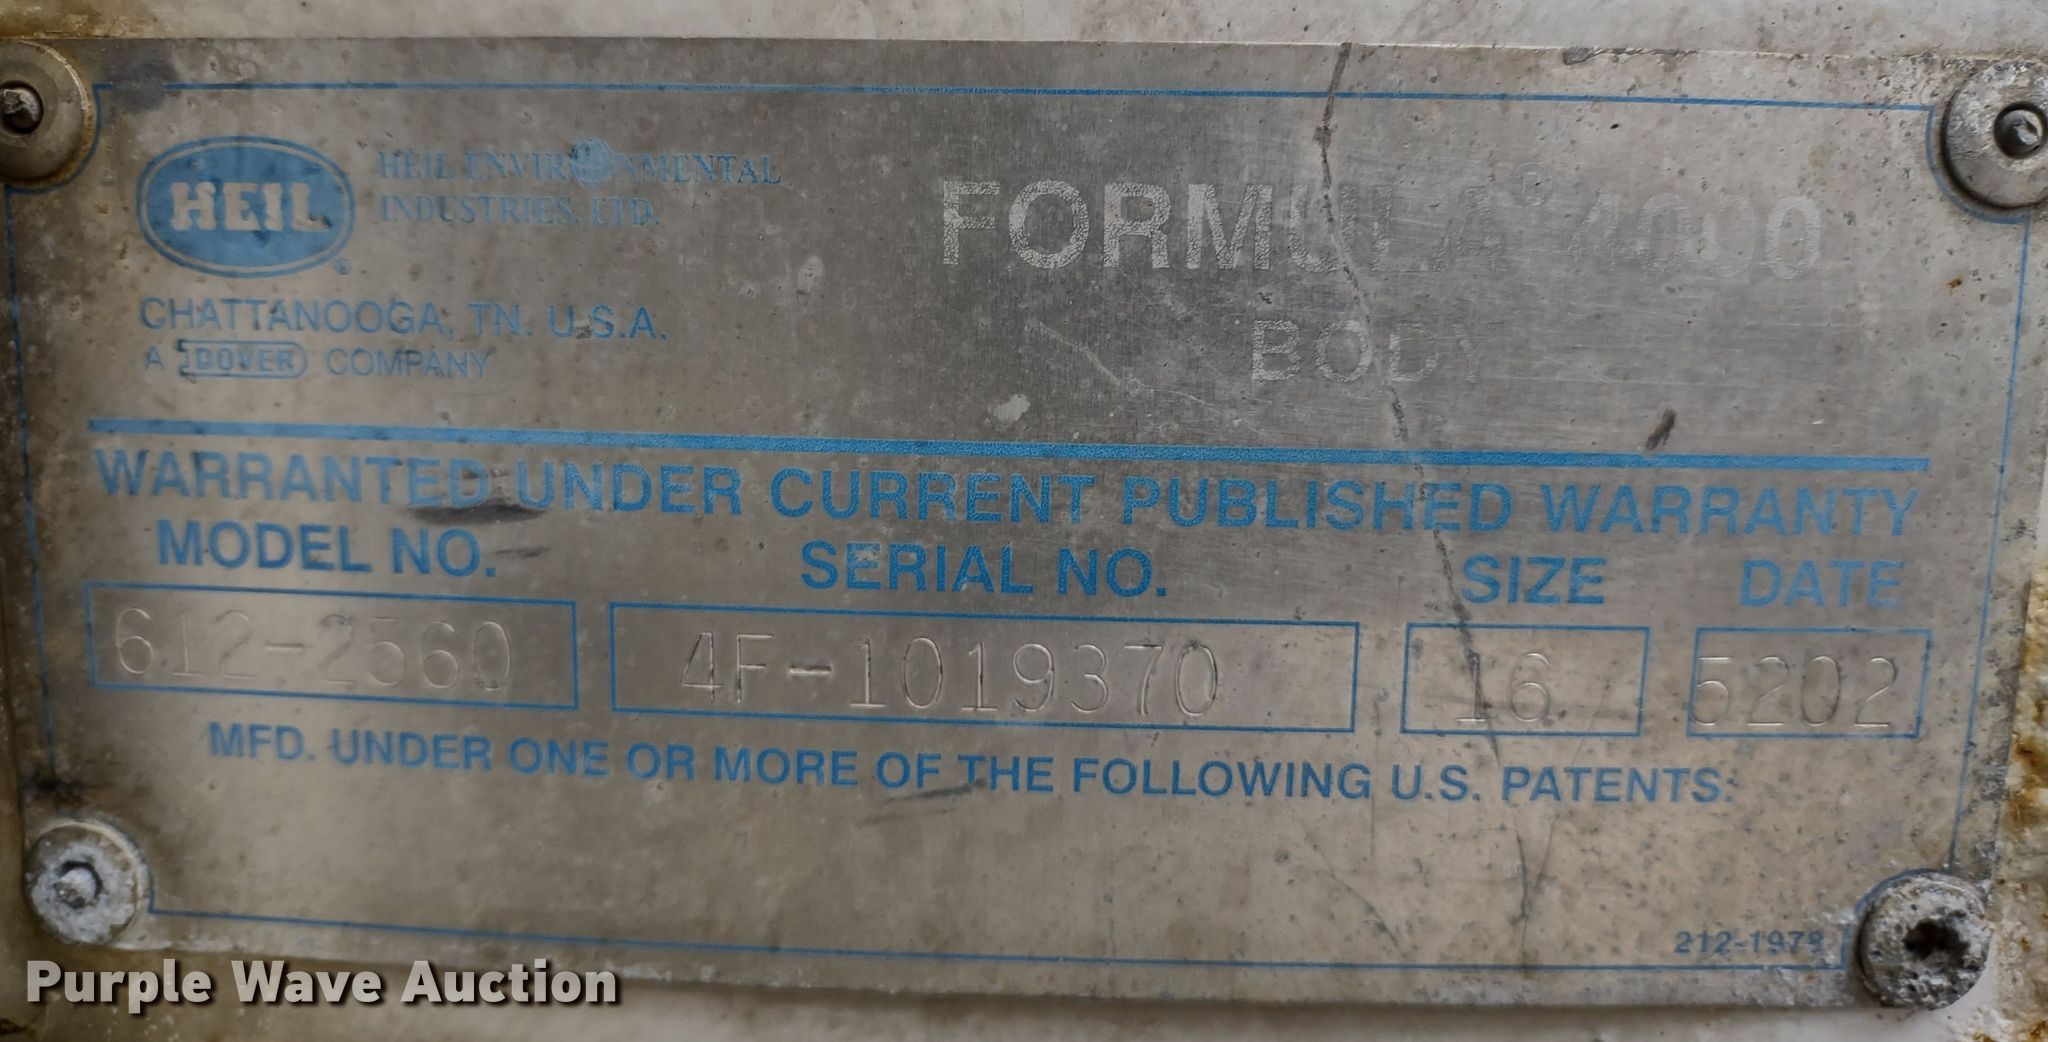 HEIL ®
HEIL ENVIRONMENTAL
INDUSTRIES, LTD.
CHATTANOOGA, TN. U.S.A.
A DOVER COMPANY
FORMULA® 4000
BODY
WARRANTED UNDER CURRENT PUBLISHED WARRANTY
MODEL NO. SERIAL NO. SIZE DATE
612-2560 4F-1019370 16 5202
MFD. UNDER ONE OR MORE OF THE FOLLOWING U.S. PATENTS:
212-1978
Purple Wave Auction